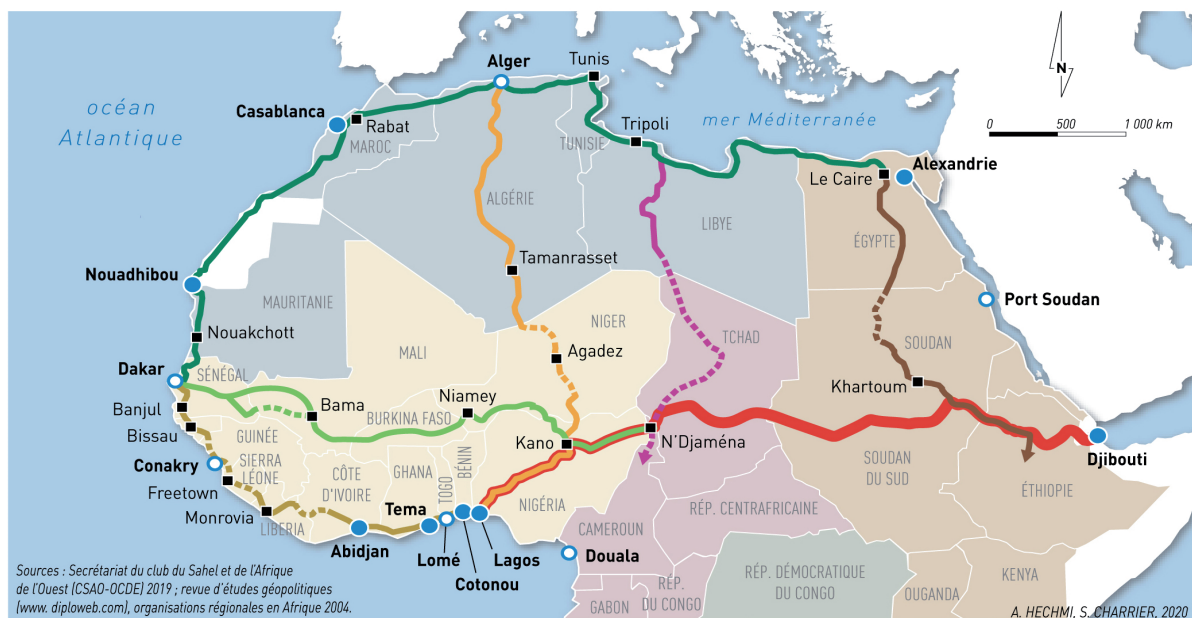 océan
Atlantique
Alger
Tunis
Casablanca
Rabat
MAROC
TUNISIE
Tripoli
mer Méditerranée
N
0 500 1 000 km
Alexandrie
Le Caire
ALGÉRIE
LIBYE
ÉGYPTE
Tamanrasset
Nouadhibou
MAURITANIE
Port Soudan
Nouakchott
MALI
NIGER
Agadez
TCHAD
SOUDAN
Dakar
SÉNÉGAL
Khartoum
Banjul
Bama
Niamey
BURKINA FASO
Bissau
GUINÉE
Kano
N'Djaména
Djibouti
Conakry
SIERRA
LÉONE
CÔTE
D'IVOIRE
GHANA
TOGO
BÉNIN
NIGÉRIA
SOUDAN
DU SUD
ÉTHIOPIE
Freetown
Monrovia
LIBERIA
Tema
Abidjan
Lomé
Cotonou
Lagos
CAMEROUN
RÉP. CENTRAFRICAINE
Douala
GABON
RÉP.
DU CONGO
RÉP. DÉMOCRATIQUE
DU CONGO
OUGANDA
KENYA
Sources : Secrétariat du club du Sahel et de l'Afrique
de l'Ouest (CSAO-OCDE) 2019 ; revue d'études géopolitiques
(www. diploweb.com), organisations régionales en Afrique 2004.
A. HECHMI, S. CHARRIER, 2020